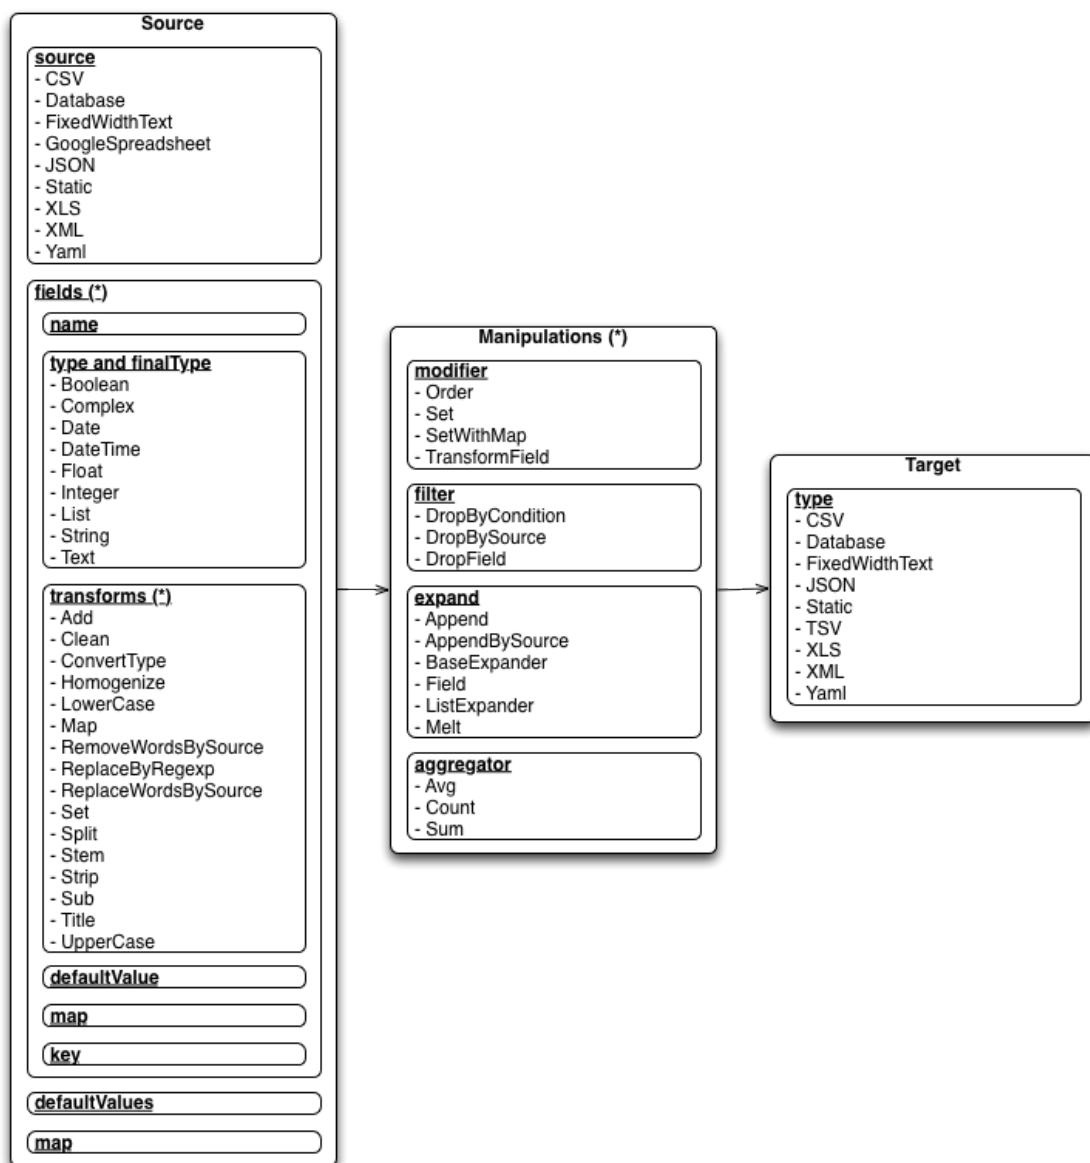 Source
source
- CSV
- Database
- FixedWidthText
- GoogleSpreadsheet
- JSON
- Static
- XLS
- XML
- Yaml
fields (*)
name
type and finalType
- Boolean
- Complex
- Date
- DateTime
- Float
- Integer
- List
- String
- Text
transforms (*)
- Add
- Clean
- ConvertType
- Homogenize
- LowerCase
- Map
- RemoveWordsBySource
- ReplaceByRegexp
- ReplaceWordsBySource
- Set
- Split
- Stem
- Strip
- Sub
- Title
- UpperCase
defaultValue
map
key
defaultValues
map
Manipulations (*)
modifier
- Order
- Set
- SetWithMap
- TransformField
filter
- DropByCondition
- DropBySource
- DropField
expand
- Append
- AppendBySource
- BaseExpander
- Field
- ListExpander
- Melt
aggregator
- Avg
- Count
- Sum
Target
type
- CSV
- Database
- FixedWidthText
- JSON
- Static
- TSV
- XLS
- XML
- Yaml